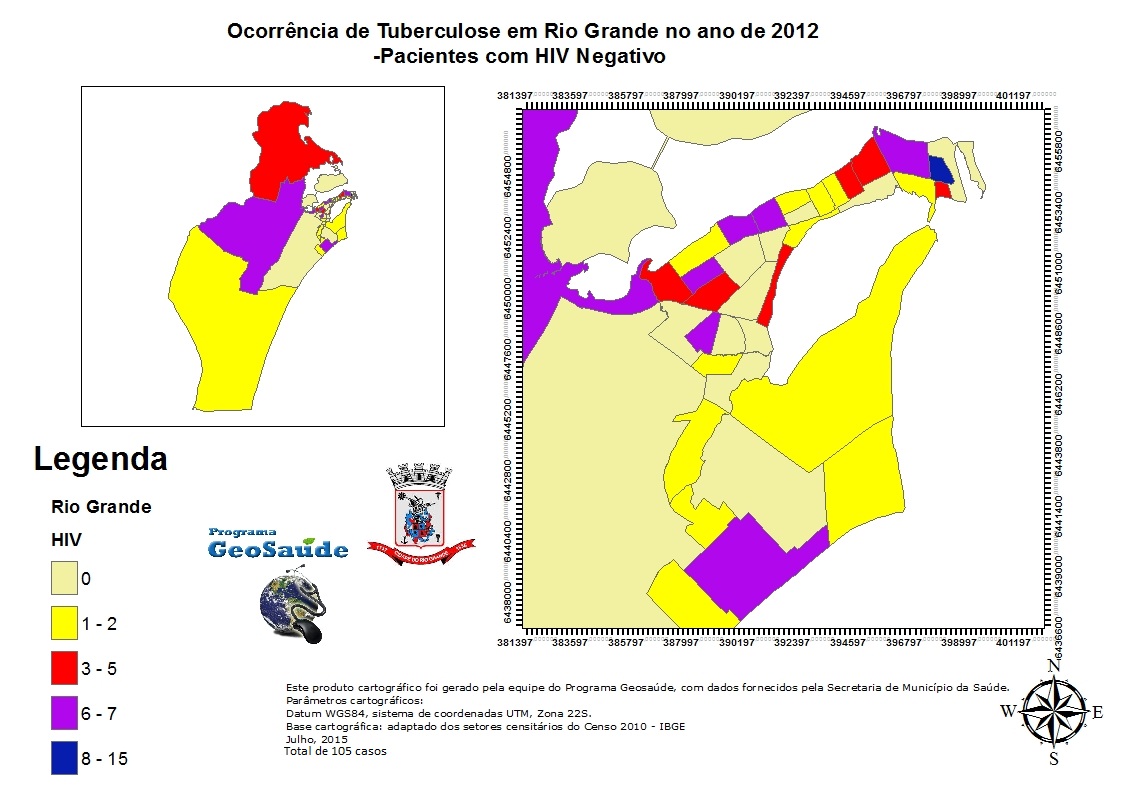 Ocorrência de Tuberculose em Rio Grande no ano de 2012
-Pacientes com HIV Negativo
381397 383597 385797 387997 390197 392397 394597 396797 398997 401197
6454800
6452400
6450000
6447600
6445200
6442800
6440400
6438000
6455800
6453400
6451000
6448600
6446200
6443800
6441400
6439000
6436600
381397 383597 385797 387997 390197 392397 394597 396797 398997 401197
Legenda
Rio Grande
HIV
0
1 - 2
3 - 5
6 - 7
8 - 15
Programa
GeoSaúde
CIDADE DO RIO GRANDE
Este produto cartográfico foi gerado pela equipe do Programa Geosaúde, com dados fornecidos pela Secretaria de Município da Saúde.
Parâmetros cartográficos:
Datum WGS84, sistema de coordenadas UTM, Zona 22S.
Base cartográfica: adaptado dos setores censitários do Censo 2010 - IBGE
Julho, 2015
Total de 105 casos
N
W E
S